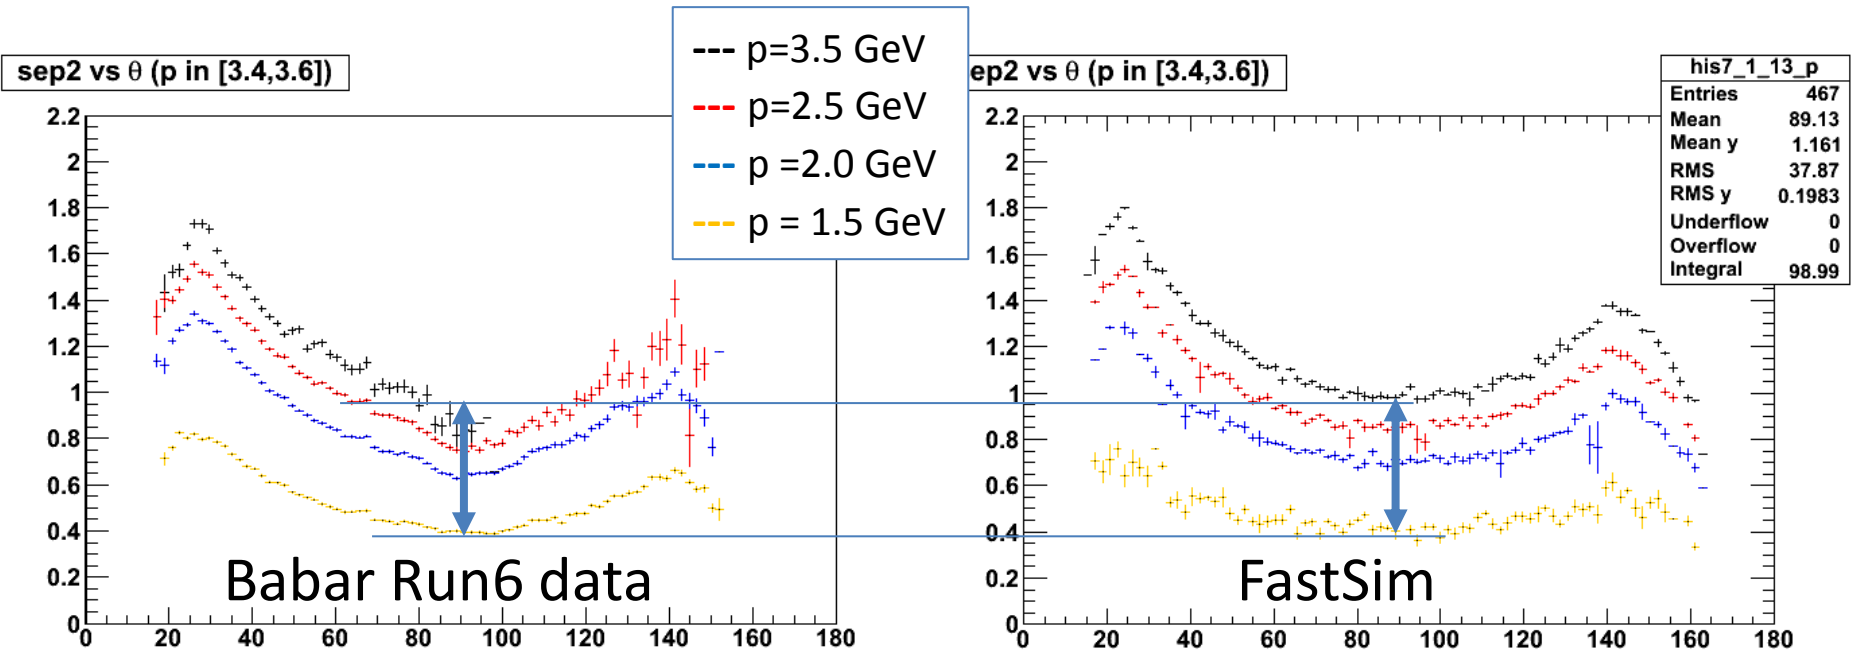 --- p=3.5 GeV
--- p=2.5 GeV
--- p =2.0 GeV
--- p = 1.5 GeV
sep2 vs θ (p in [3.4,3.6])
2.2
2
1.8
1.6
1.4
1.2
1
0.8
0.6
0.4
0.2
0
0 20 40 60 80 100 120 140 160 180
Babar Run6 data
ep2 vs θ (p in [3.4,3.6])
his7_1_13_p
Entries 467
Mean 89.13
Mean y 1.161
RMS 37.87
RMS y 0.1983
Underflow 0
Overflow 0
Integral 98.99
2.2
2
1.8
1.6
1.4
1.2
1
0.8
0.6
0.4
0.2
0
0 20 40 60 80 100 120 140 160 180
FastSim